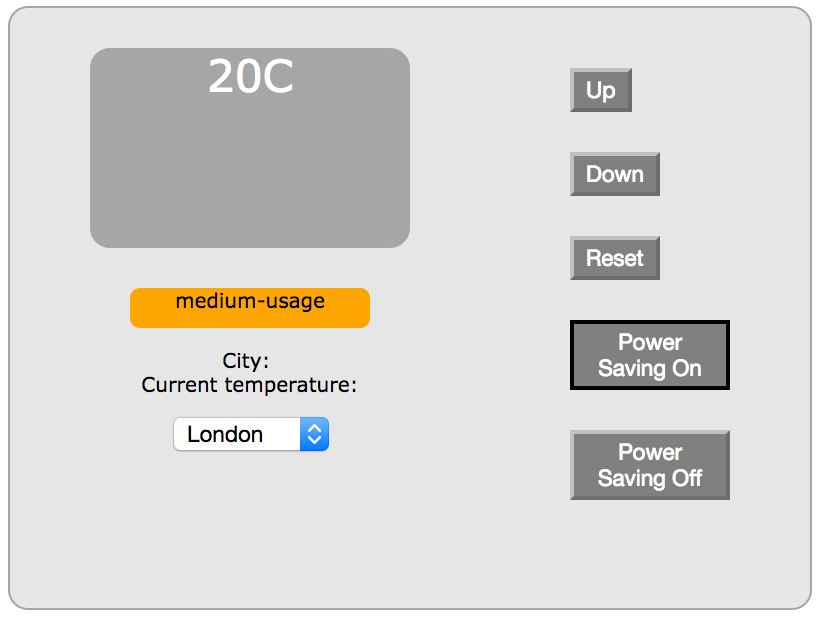 20C
medium-usage
City:
Current temperature:
London
Up
Down
Reset
Power
Saving On
Power
Saving Off